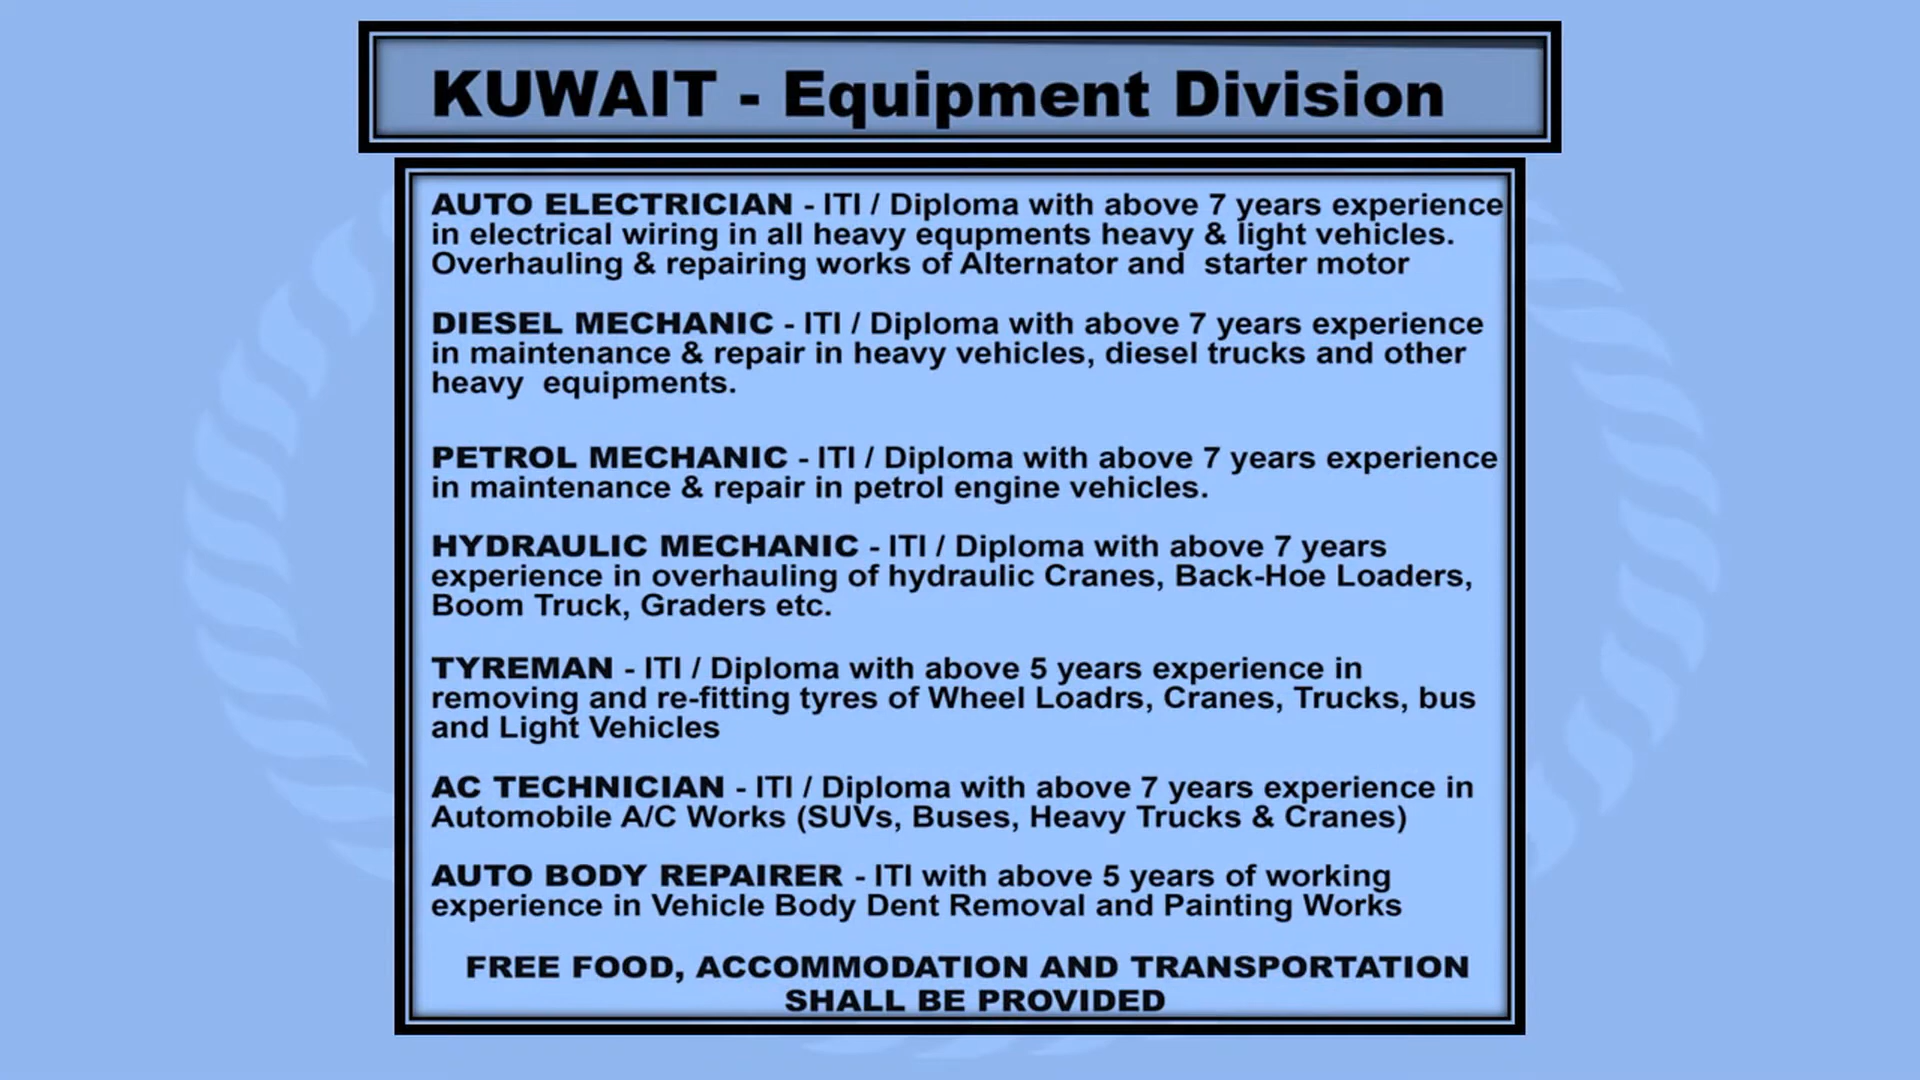 KUWAIT - Equipment Division
AUTO ELECTRICIAN - ITI / Diploma with above 7 years experience
in electrical wiring in all heavy equpments heavy & light vehicles.
Overhauling & repairing works of Alternator and  starter motor
DIESEL MECHANIC - ITI / Diploma with above 7 years experience
in maintenance & repair in heavy vehicles, diesel trucks and other
heavy  equipments.
PETROL MECHANIC - ITI / Diploma with above 7 years experience
in maintenance & repair in petrol engine vehicles.
HYDRAULIC MECHANIC - ITI / Diploma with above 7 years
experience in overhauling of hydraulic Cranes, Back-Hoe Loaders,
Boom Truck, Graders etc.
TYREMAN - ITI / Diploma with above 5 years experience in
removing and re-fitting tyres of Wheel Loadrs, Cranes, Trucks, bus
and Light Vehicles
AC TECHNICIAN - ITI / Diploma with above 7 years experience in
Automobile A/C Works (SUVs, Buses, Heavy Trucks & Cranes)
AUTO BODY REPAIRER - ITI with above 5 years of working
experience in Vehicle Body Dent Removal and Painting Works
FREE FOOD, ACCOMMODATION AND TRANSPORTATION
SHALL BE PROVIDED